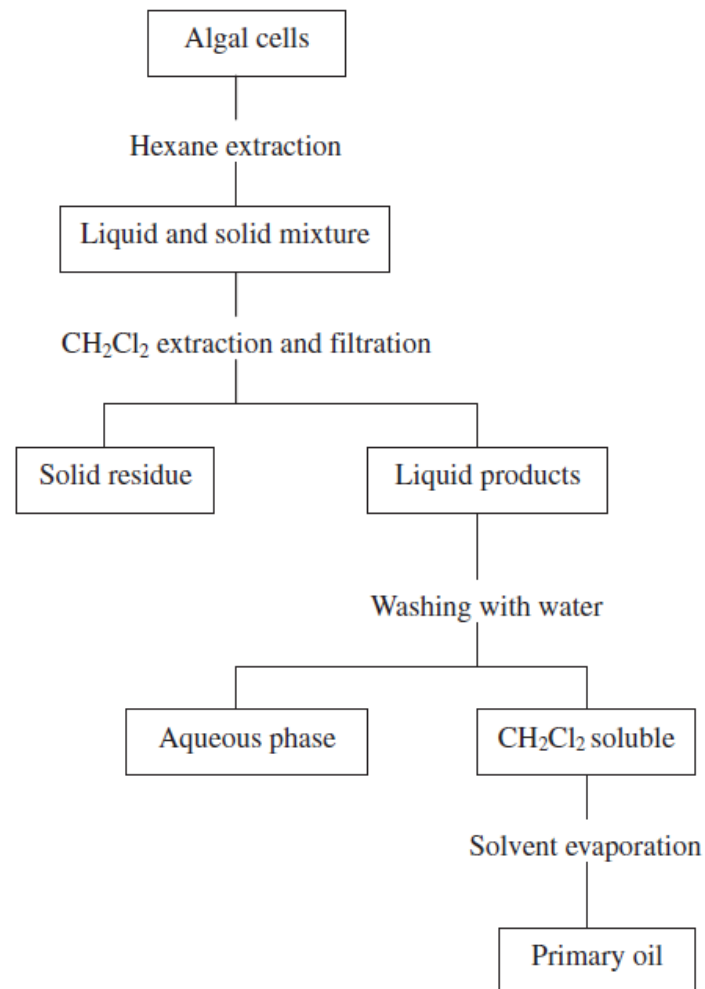 Algal cells
Hexane extraction
Liquid and solid mixture
CH₂Cl₂ extraction and filtration
Solid residue
Liquid products
Washing with water
Aqueous phase
CH₂Cl₂ soluble
Solvent evaporation
Primary oil